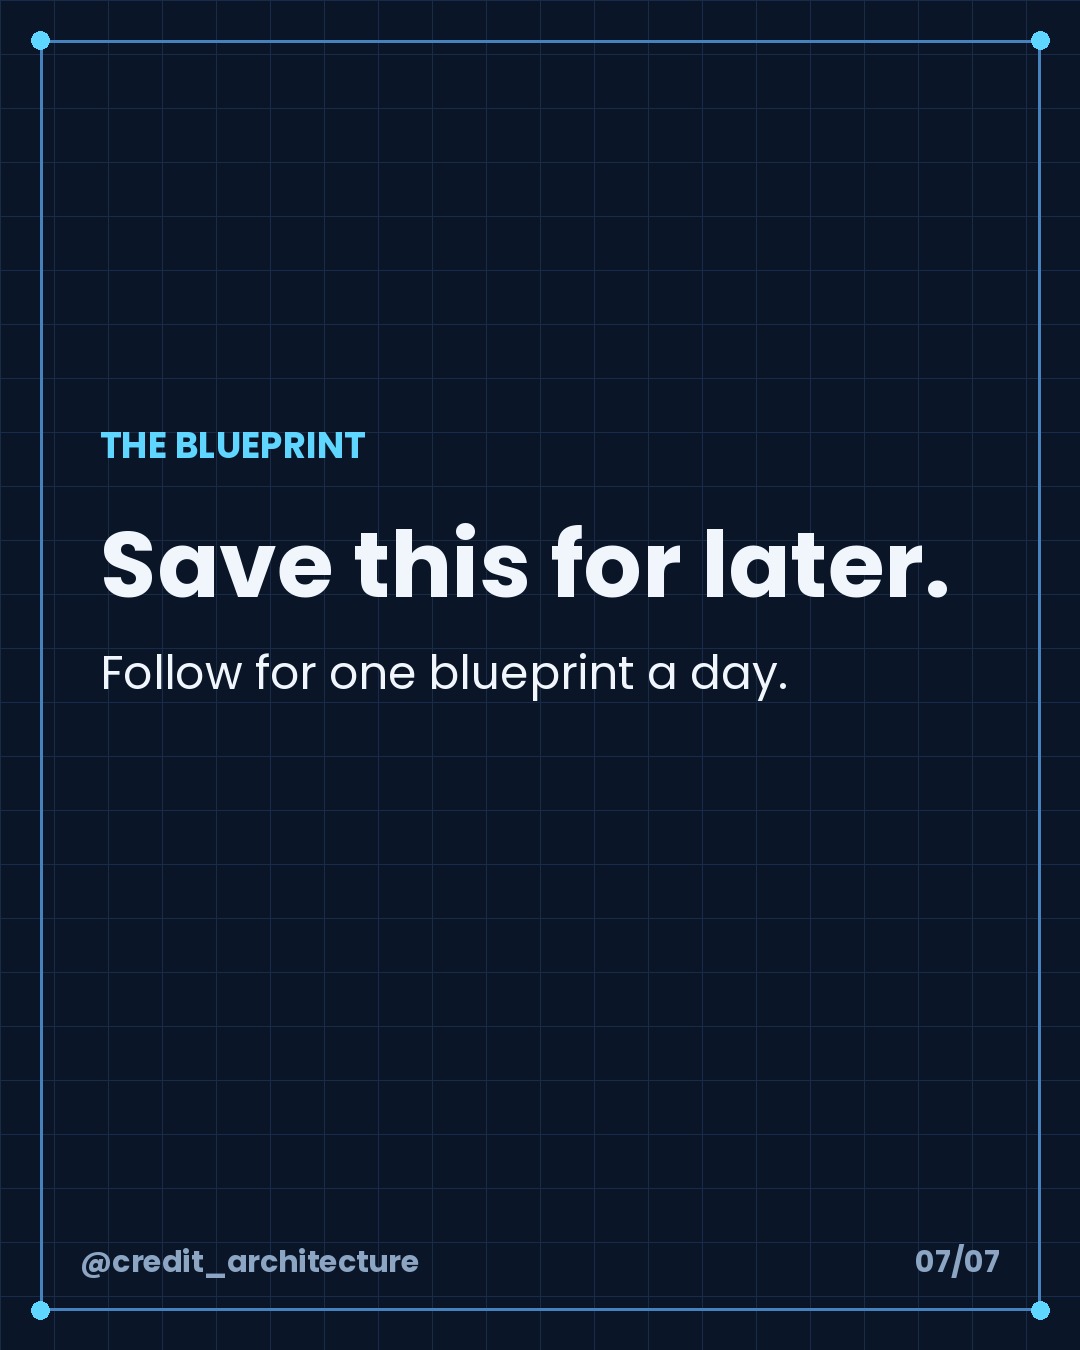 THE BLUEPRINT
Save this for later.
Follow for one blueprint a day.
@credit_architecture
07/07